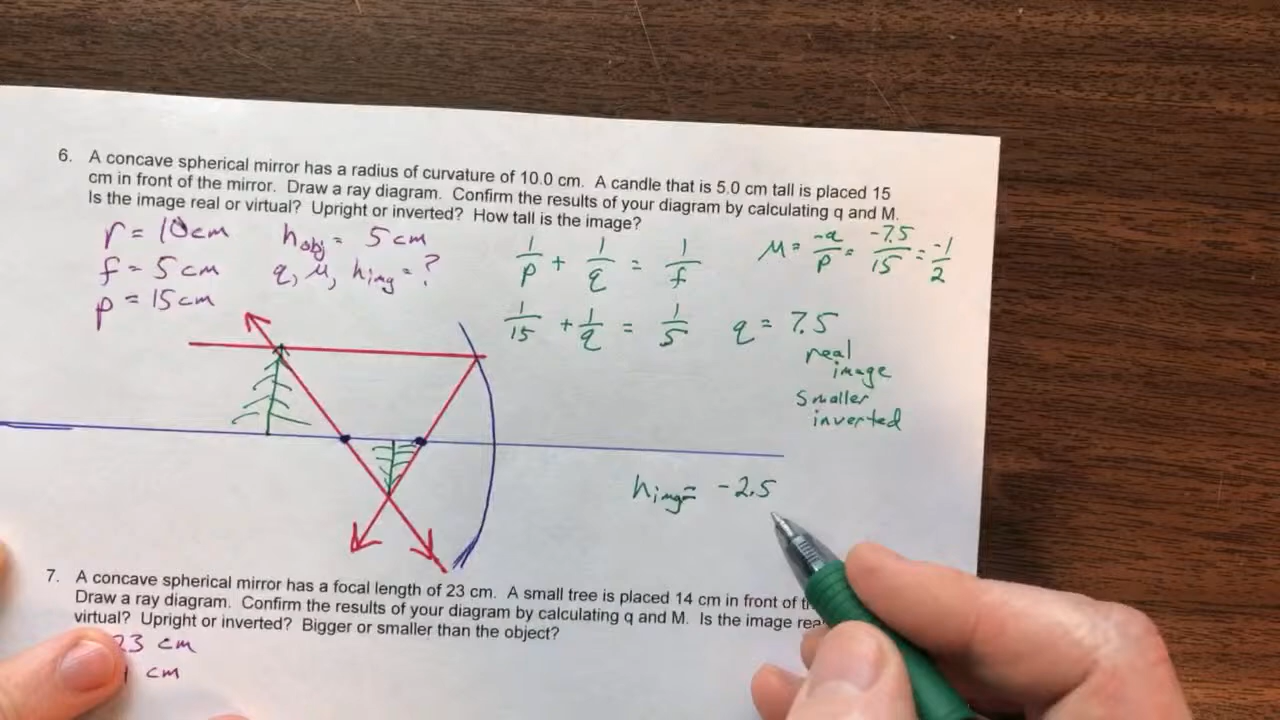 6. A concave spherical mirror has a radius of curvature of 10.0 cm. A candle that is 5.0 cm tall is placed 15
cm in front of the mirror. Draw a ray diagram. Confirm the results of your diagram by calculating q and M.
Is the image real or virtual? Upright or inverted? How tall is the image?
r = 10cm
f = 5cm
p = 15cm
hobj = 5cm
q, M, himg = ?
1/p + 1/q = 1/f
1/15 + 1/q = 1/5
M = -q/p = -7.5/15 = -1/2
q = 7.5
real
image
smaller
inverted
himg = -2.5
7. A concave spherical mirror has a focal length of 23 cm. A small tree is placed 14 cm in front of
Draw a ray diagram. Confirm the results of your diagram by calculating q and M. Is the image
virtual? Upright or inverted? Bigger or smaller than the object?
23 cm
cm